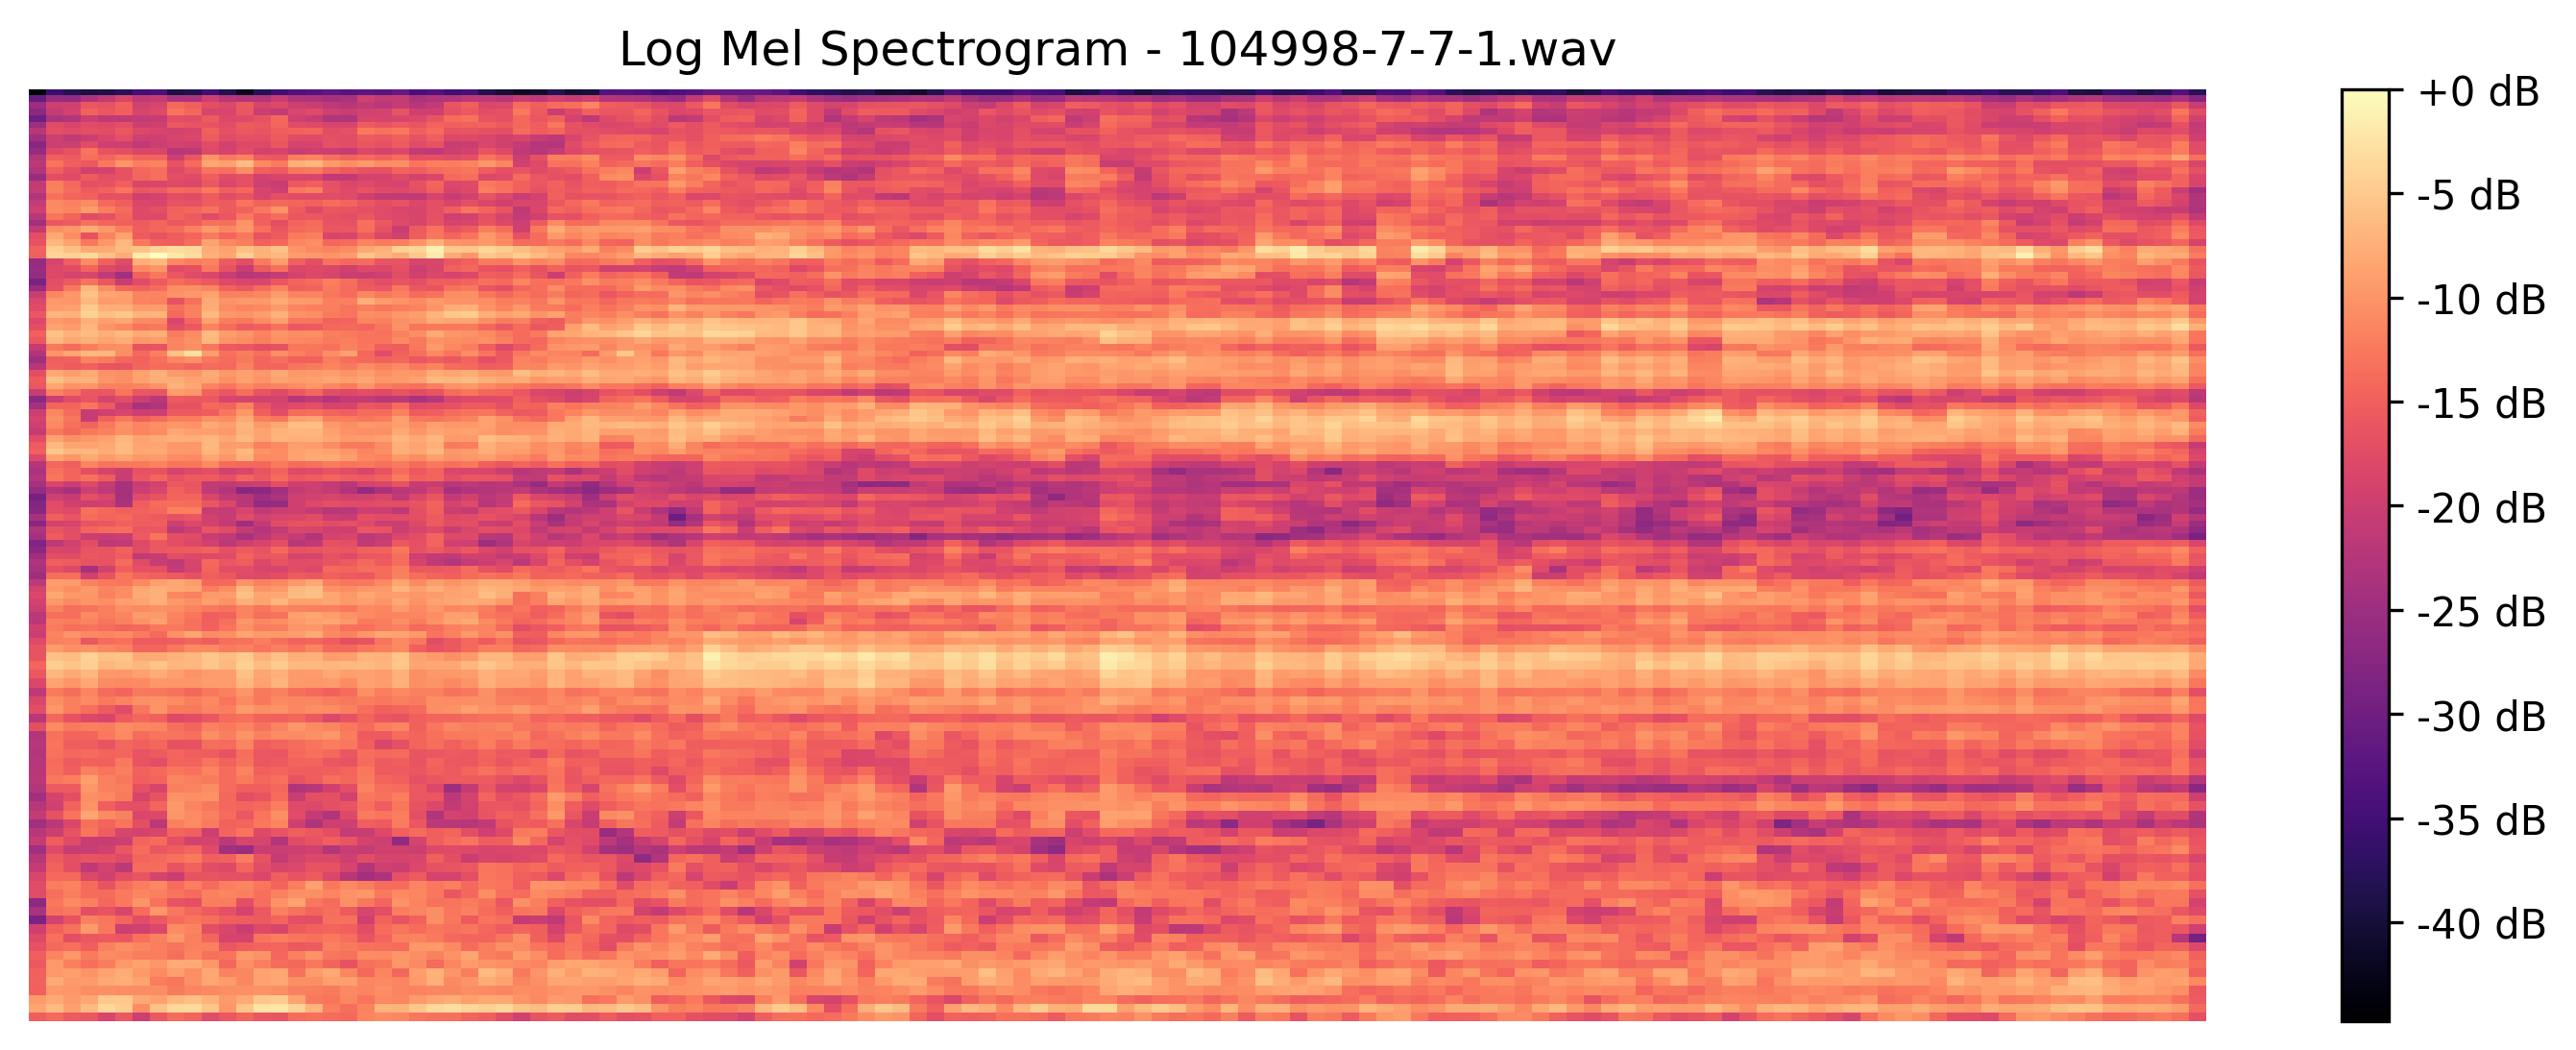 Log Mel Spectrogram - 104998-7-7-1.wav
+0 dB
-5 dB
-10 dB
-15 dB
-20 dB
-25 dB
-30 dB
-35 dB
-40 dB